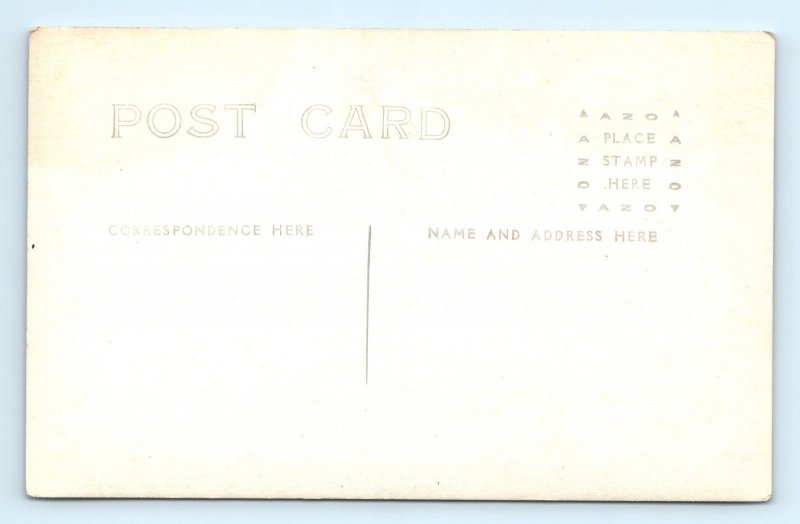 POST CARD
AZO
A PLACE A
N STAMP N
O .HERE O
AZO
CORRESPONDENCE HERE
NAME AND ADDRESS HERE